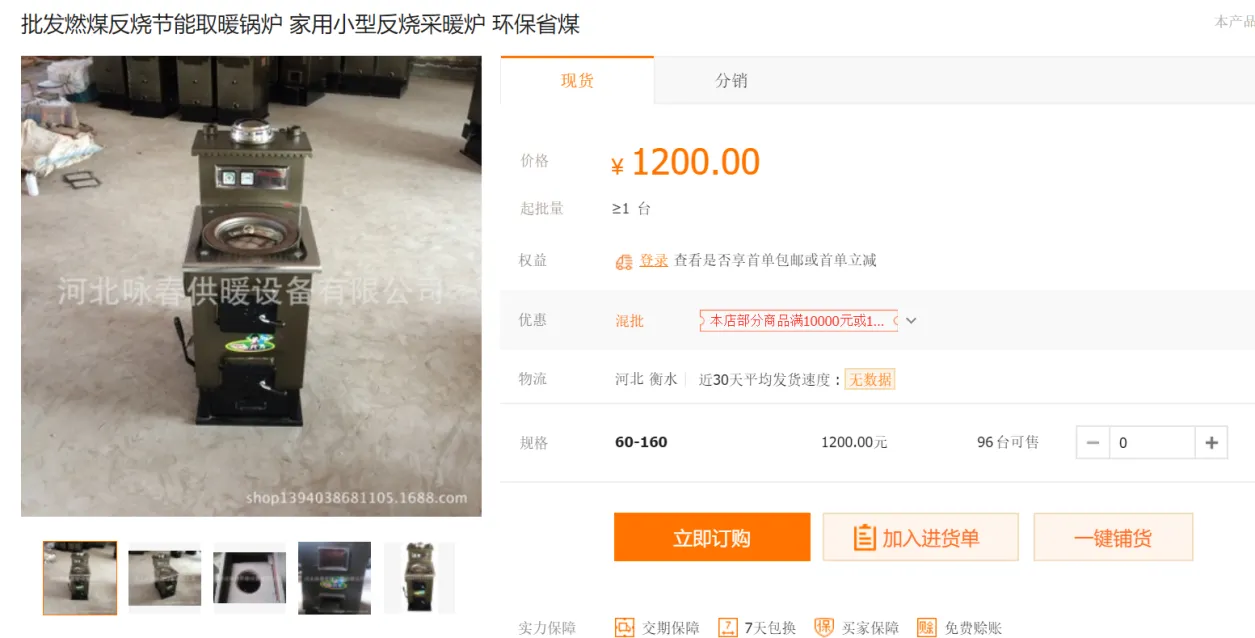 批发燃煤反烧节能取暖锅炉 家用小型反烧采暖炉 环保省煤
本产品
现货 分销
价格 ¥ 1200.00
起批量 ≥1 台
权益 登录 查看是否享首单包邮或首单立减
优惠 混批 本店部分商品满10000元或1...
物流 河北 衡水 近30天平均发货速度：无数据
规格 60-160 1200.00元 96台可售 − 0 +
立即订购 加入进货单 一键铺货
实力保障 交期保障 7 7天包换 保 买家保障 赊 免费赊账
河北咏春供暖设备有限公司
shop1394038681105.1688.com